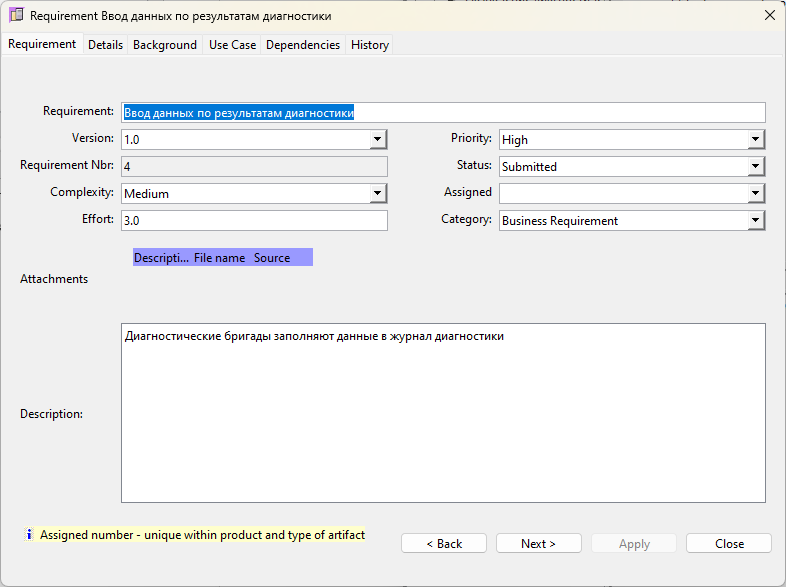 Requirement Ввод данных по результатам диагностики
Requirement Details Background Use Case Dependencies History
Requirement: Ввод данных по результатам диагностики
Version: 1.0 Priority: High
Requirement Nbr: 4 Status: Submitted
Complexity: Medium Assigned
Effort: 3.0 Category: Business Requirement
Descripti... File name Source
Attachments
Диагностические бригады заполняют данные в журнал диагностики
Description:
i Assigned number - unique within product and type of artifact
< Back Next > Apply Close